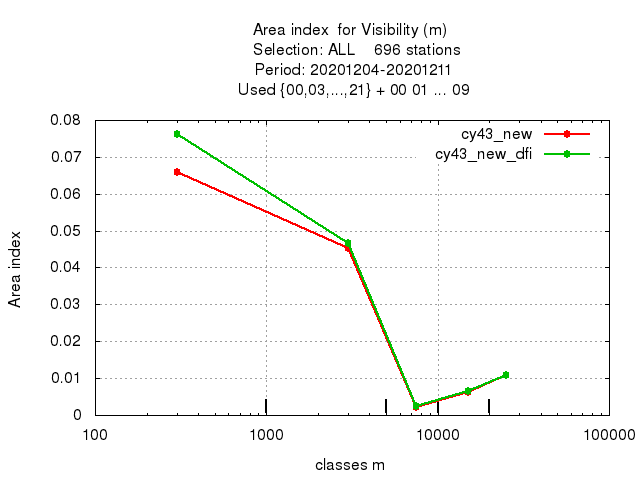 Area index  for Visibility (m)
Selection: ALL    696 stations
Period: 20201204-20201211
Used {00,03,...,21} + 00 01 ... 09
cy43_new
cy43_new_dfi
0.08
0.07
0.06
0.05
0.04
0.03
0.02
0.01
0
Area index
100
1000
10000
100000
classes m